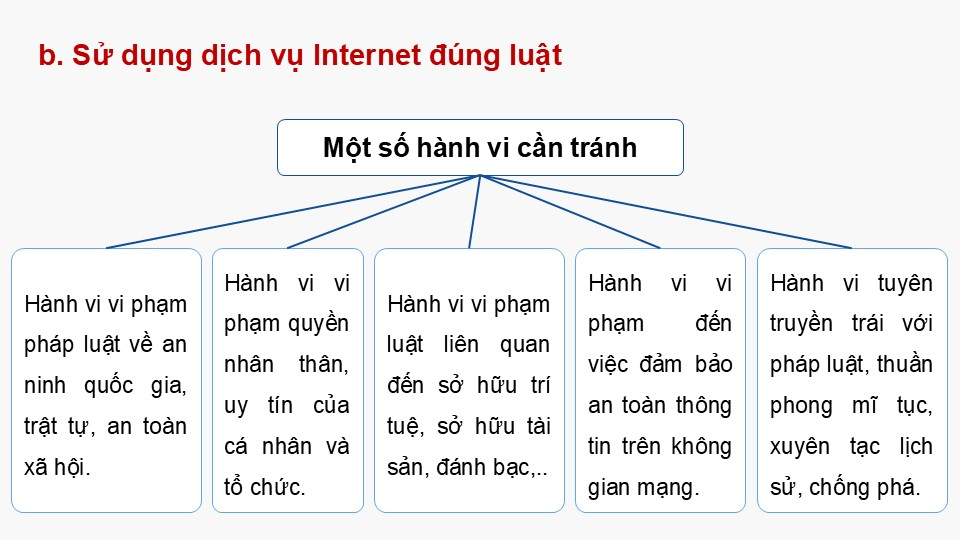 b. Sử dụng dịch vụ Internet đúng luật
Một số hành vi cần tránh
Hành vi vi phạm
pháp luật về an
ninh quốc gia,
trật tự, an toàn
xã hội.
Hành vi vi
phạm quyền
nhân thân,
uy tín của
cá nhân và
tổ chức.
Hành vi vi phạm
luật liên quan
đến sở hữu trí
tuệ, sở hữu tài
sản, đánh bạc,..
Hành vi vi
phạm đến
việc đảm bảo
an toàn thông
tin trên không
gian mạng.
Hành vi tuyên
truyền trái với
pháp luật, thuần
phong mĩ tục,
xuyên tạc lịch
sử, chống phá.